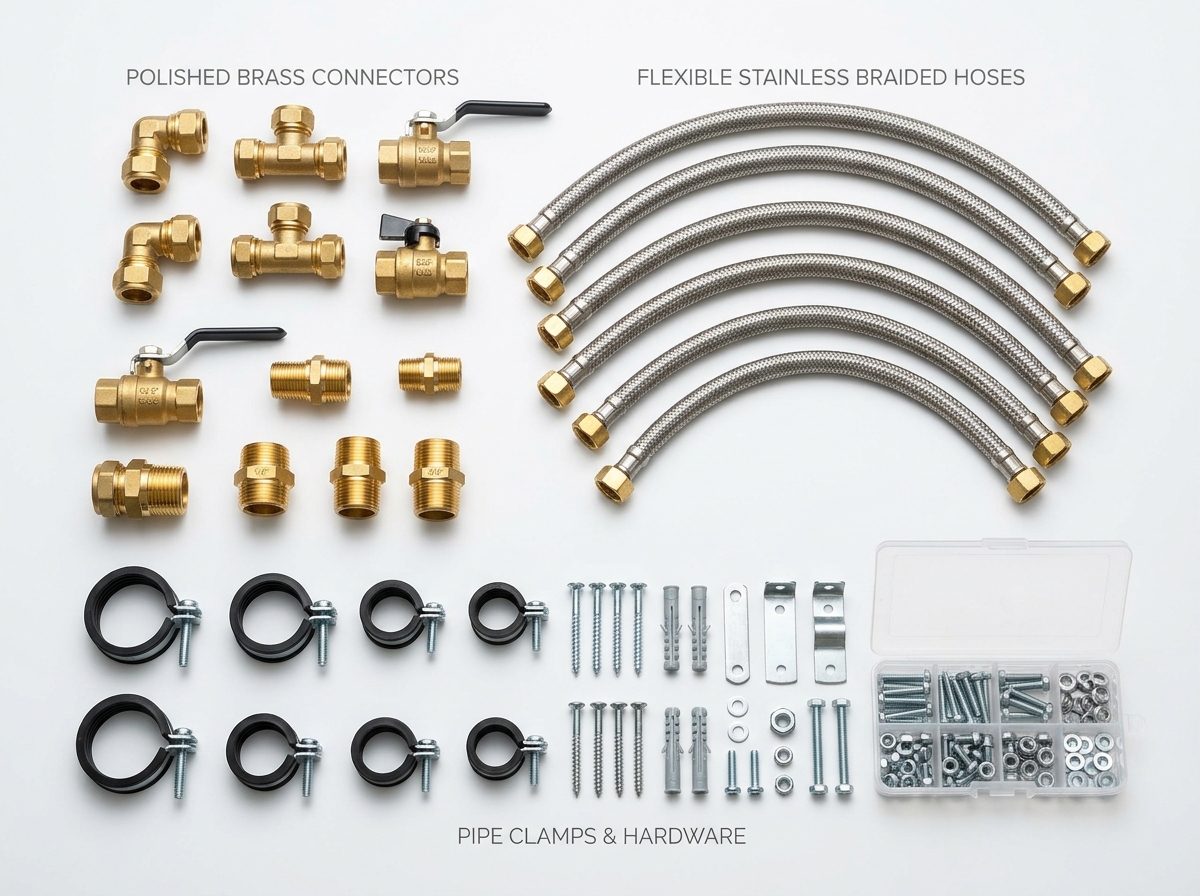 POLISHED BRASS CONNECTORS
FLEXIBLE STAINLESS BRAIDED HOSES
PIPE CLAMPS & HARDWARE